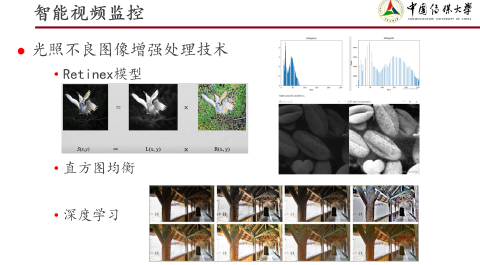 智能视频监控
中国传媒大学
COMMUNICATION UNIVERSITY OF CHINA
光照不良图像增强处理技术
Retinex模型
= ×
S(x,y) = L(x,y) × R(x,y)
直方图均衡
深度学习